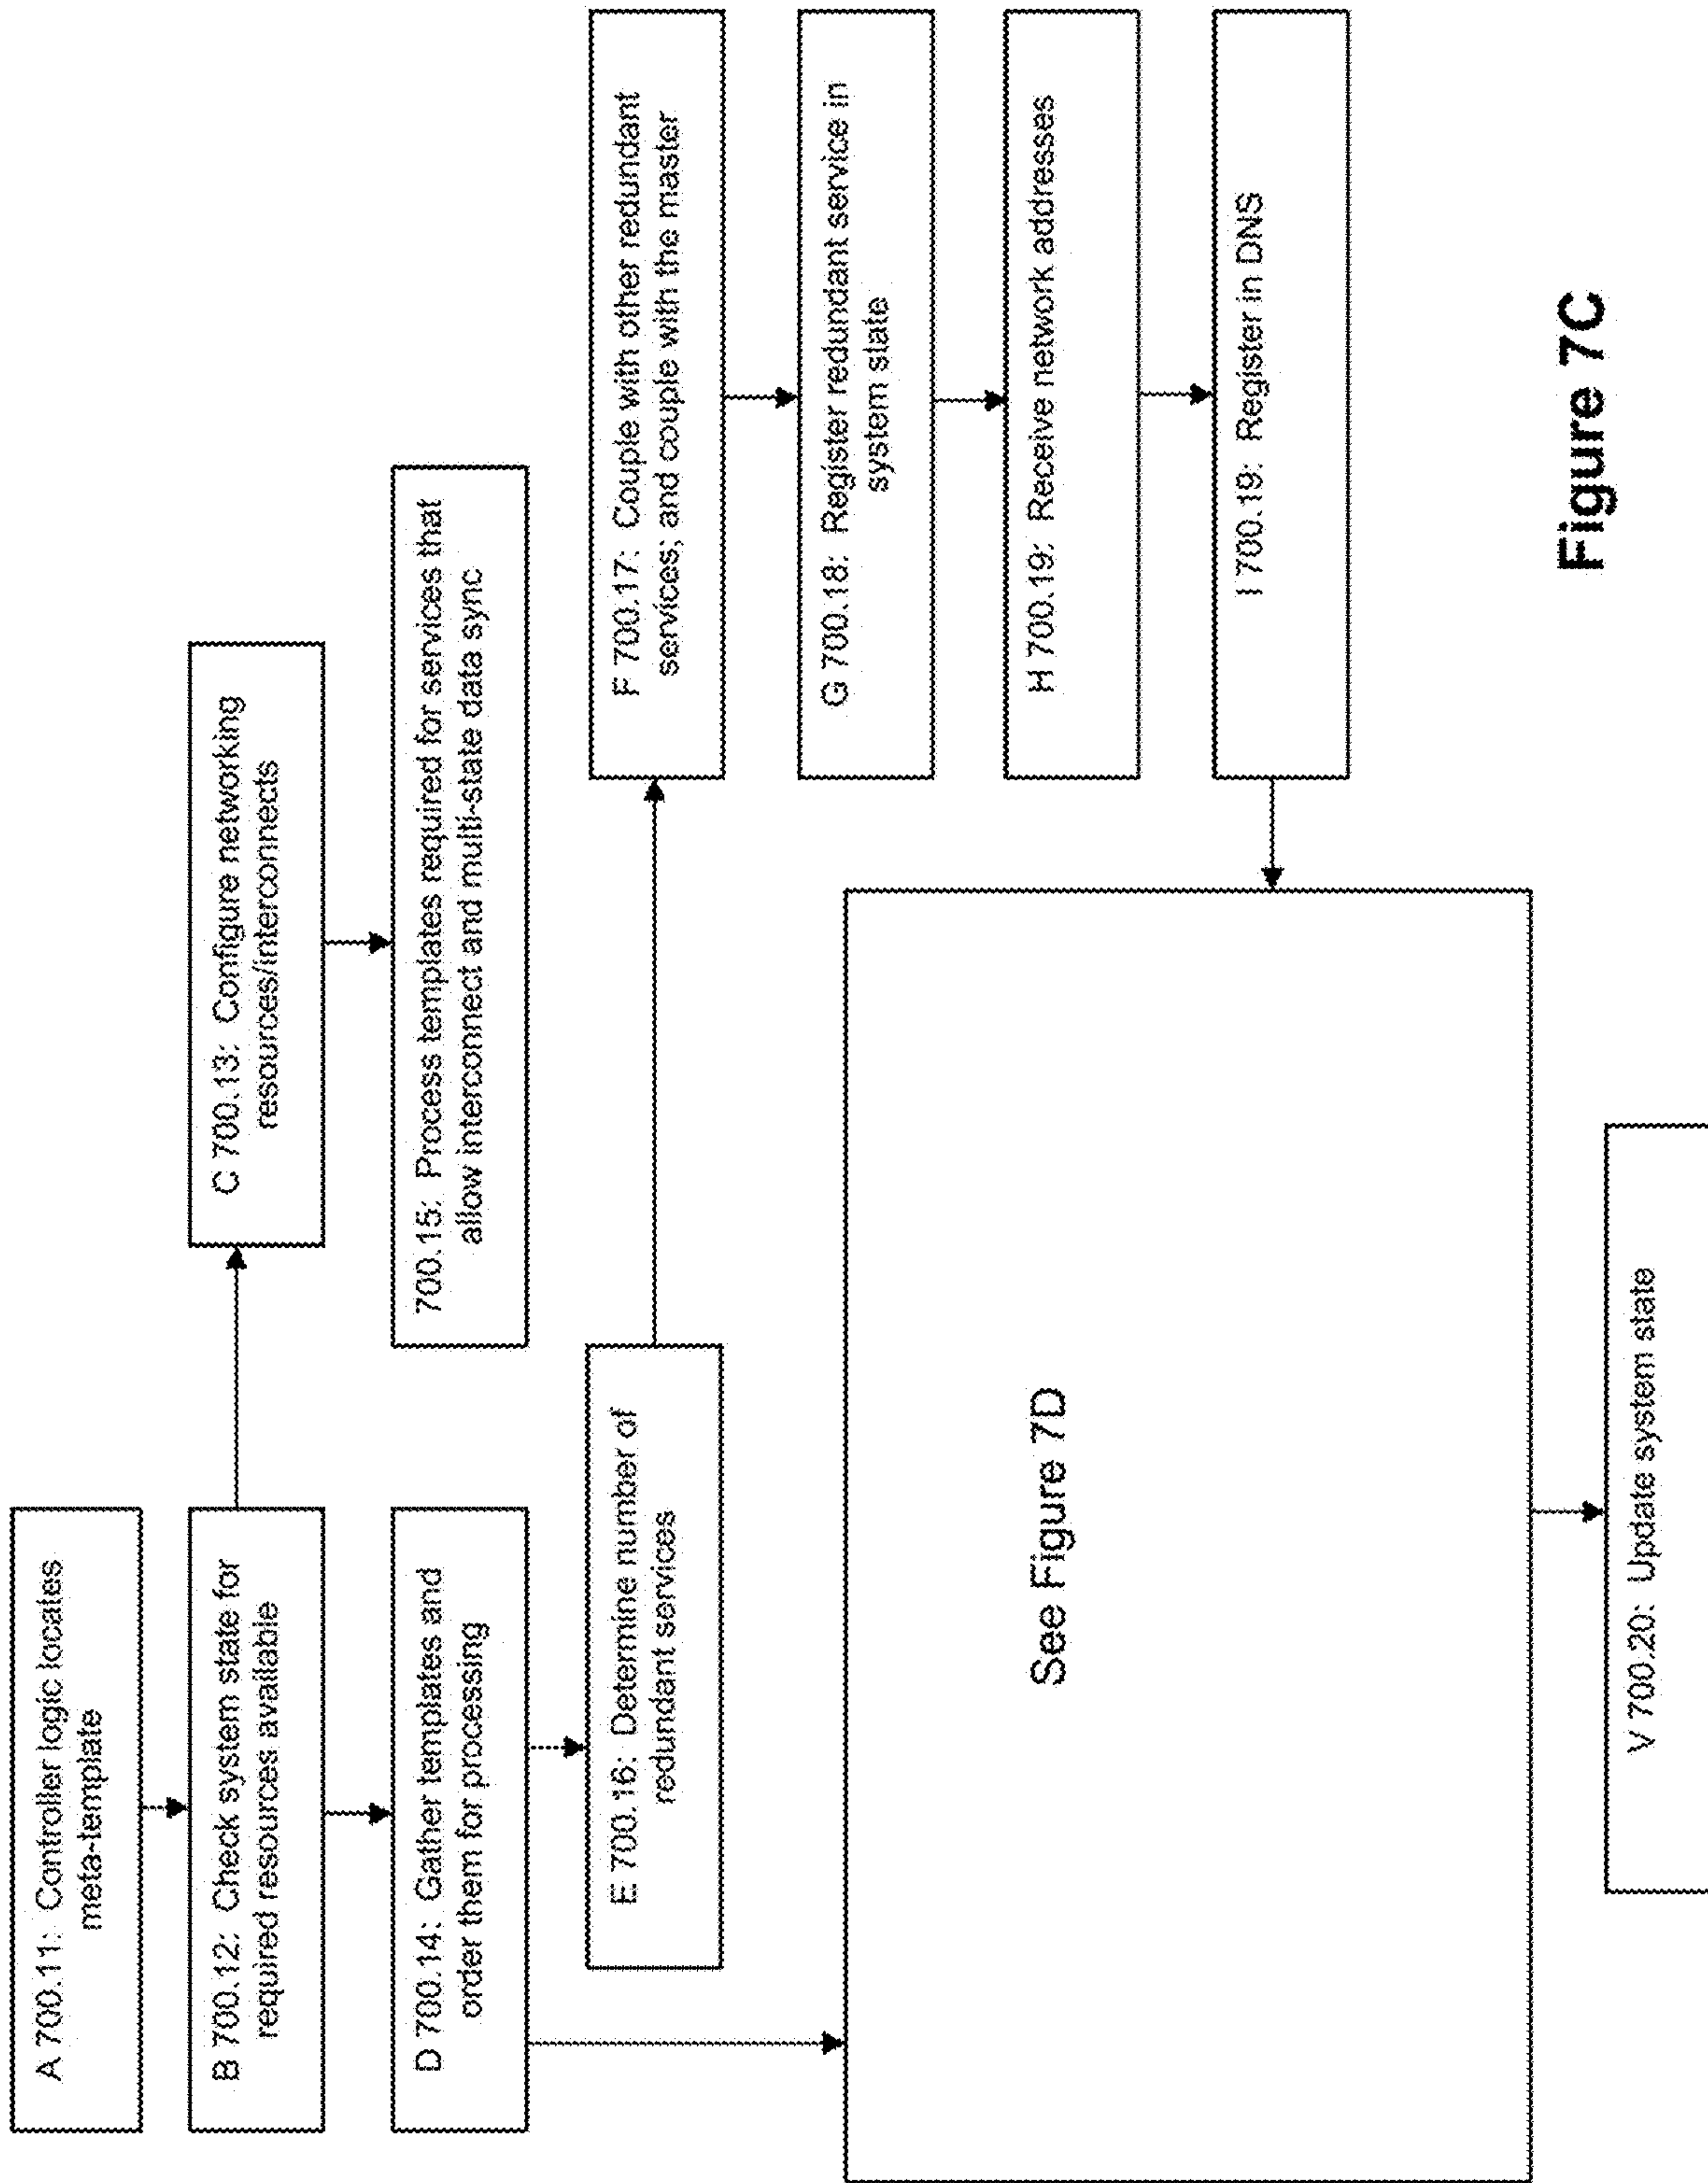 A 700.11: Controller logic locates
meta-template
B 700.12: Check system state for
required resources available
C 700.13: Configure networking
resources/interconnects
D 700.14: Gather templates and
order them for processing
700.15: Process templates required for services that
allow interconnect and multi-state data sync
E 700.16: Determine number of
redundant services
F 700.17: Couple with other redundant
services; and couple with the master
G 700.18: Register redundant service in
system state
H 700.19: Receive network addresses
I 700.19: Register in DNS
See Figure 7D
V 700.20: Update system state
Figure 7C